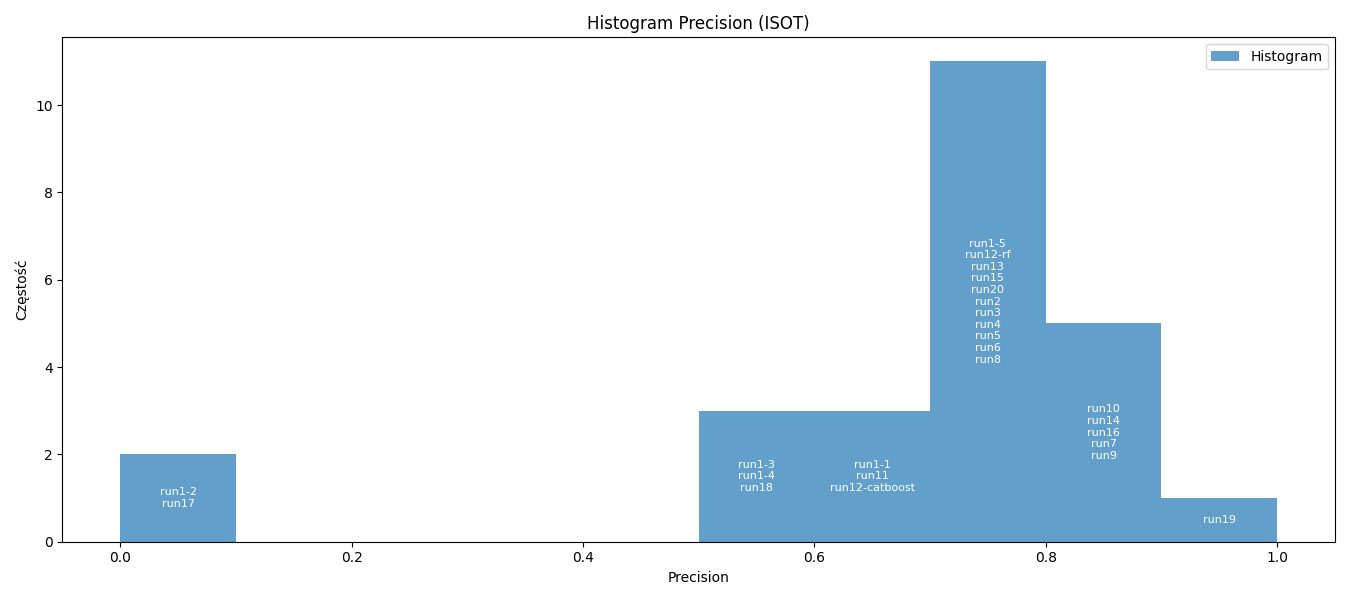 Histogram Precision (ISOT)
Histogram
Częstość
10
8
6
4
2
0
run1-2
run17
run1-3
run1-4
run18
run1-1
run11
run12-catboost
run1-5
run12-rf
run13
run15
run20
run2
run3
run4
run5
run6
run8
run10
run14
run16
run7
run9
run19
0.0
0.2
0.4
0.6
0.8
1.0
Precision